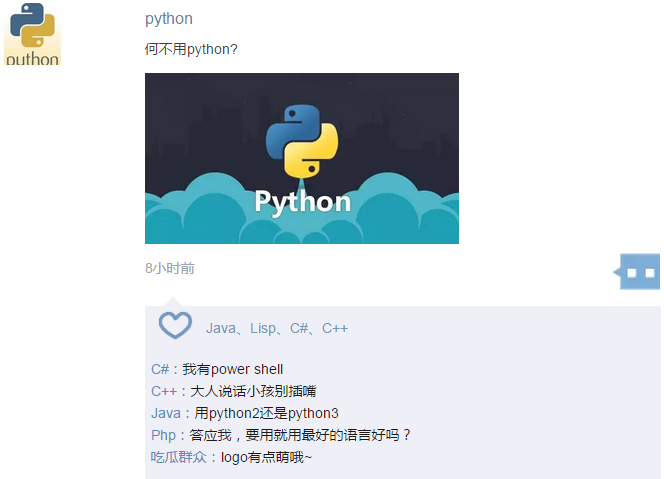 python
python
何不用python?
Python
8小时前
Java、Lisp、C#、C++
C#：我有power shell
C++：大人说话小孩别插嘴
Java：用python2还是python3
Php：答应我，要用就用最好的语言好吗？
吃瓜群众：logo有点萌哦~